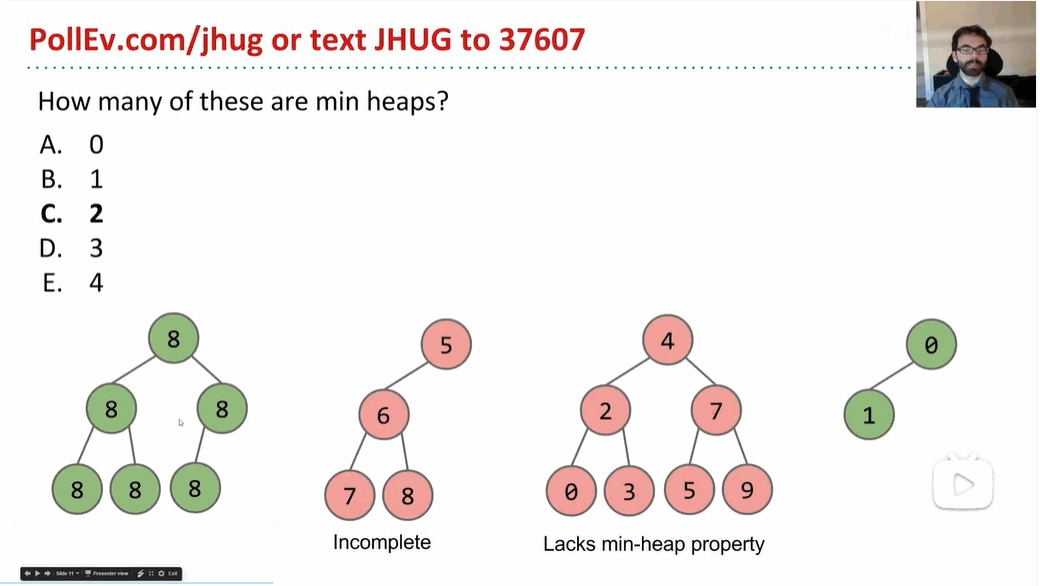 PollEv.com/jhug or text JHUG to 37607
How many of these are min heaps?
A. 0
B. 1
C. 2
D. 3
E. 4
8
8 8
8 8 8
5
6
7 8
Incomplete
4
2 7
0 3 5 9
Lacks min-heap property
0
1
Slide 11 Presenter view Exit